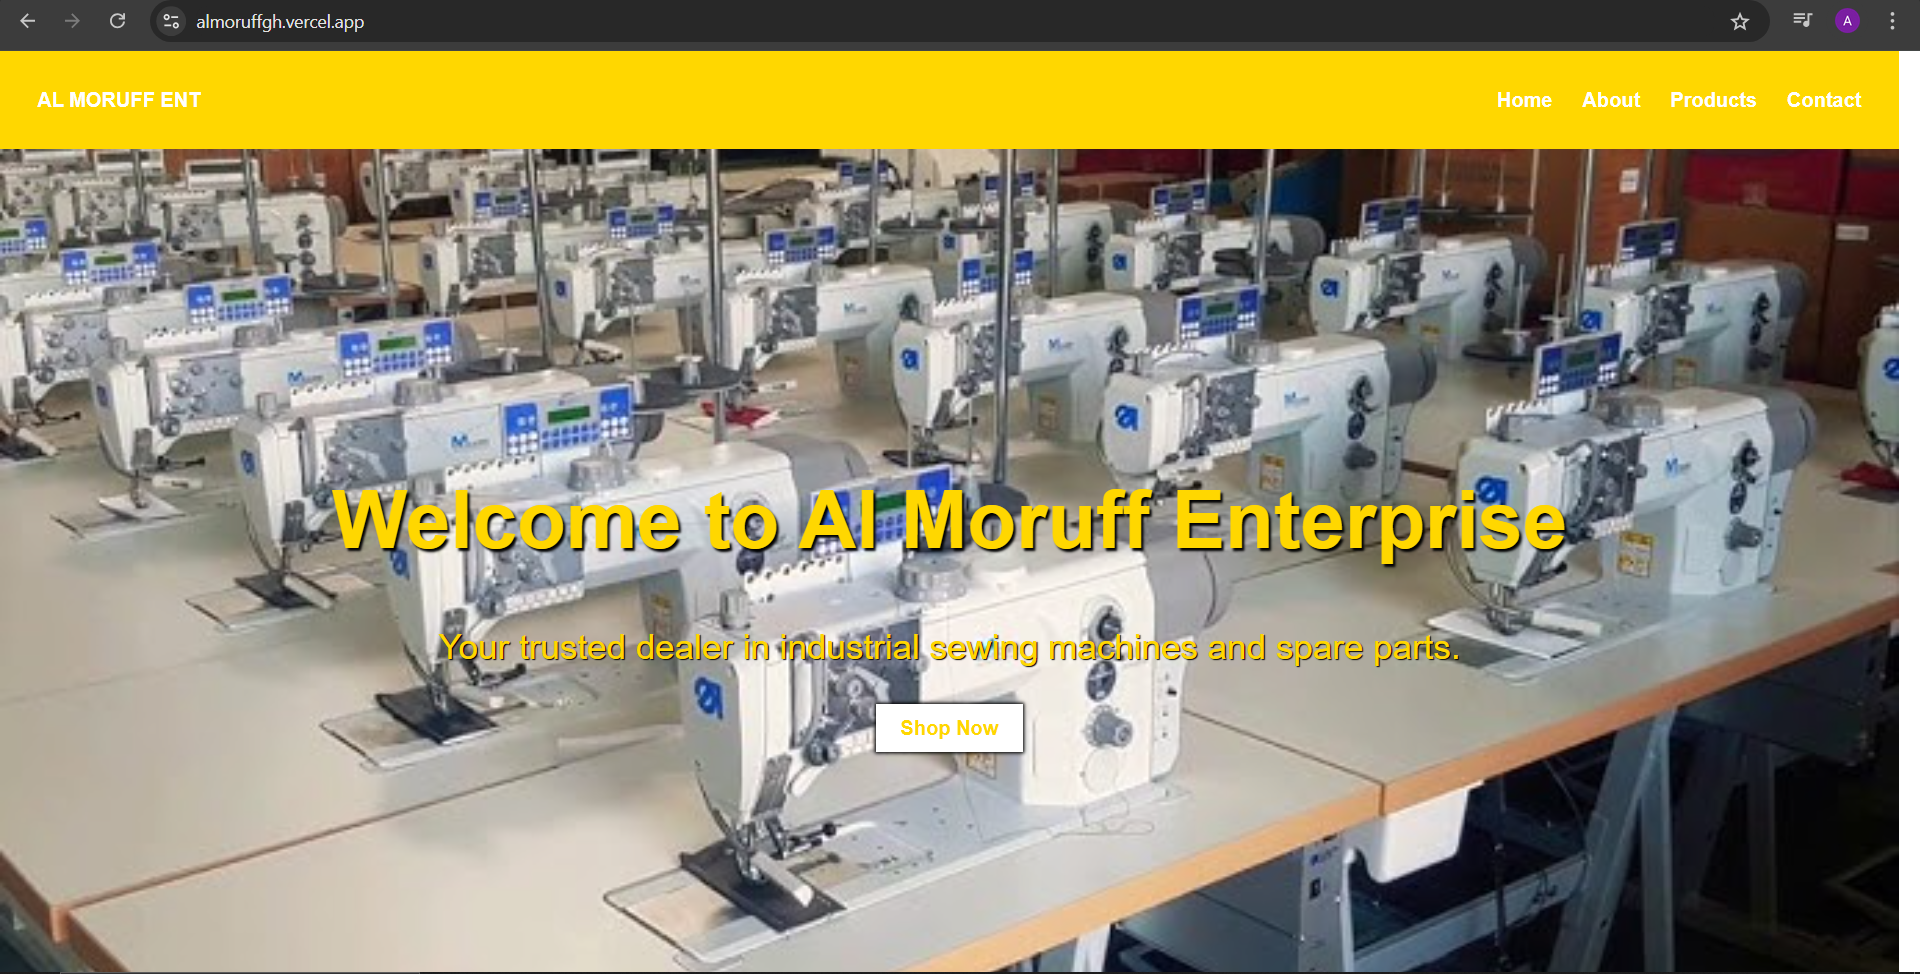 almoruffgh.vercel.app
A
AL MORUFF ENT
Home About Products Contact
Welcome to Al Moruff Enterprise
Your trusted dealer in industrial sewing machines and spare parts.
Shop Now